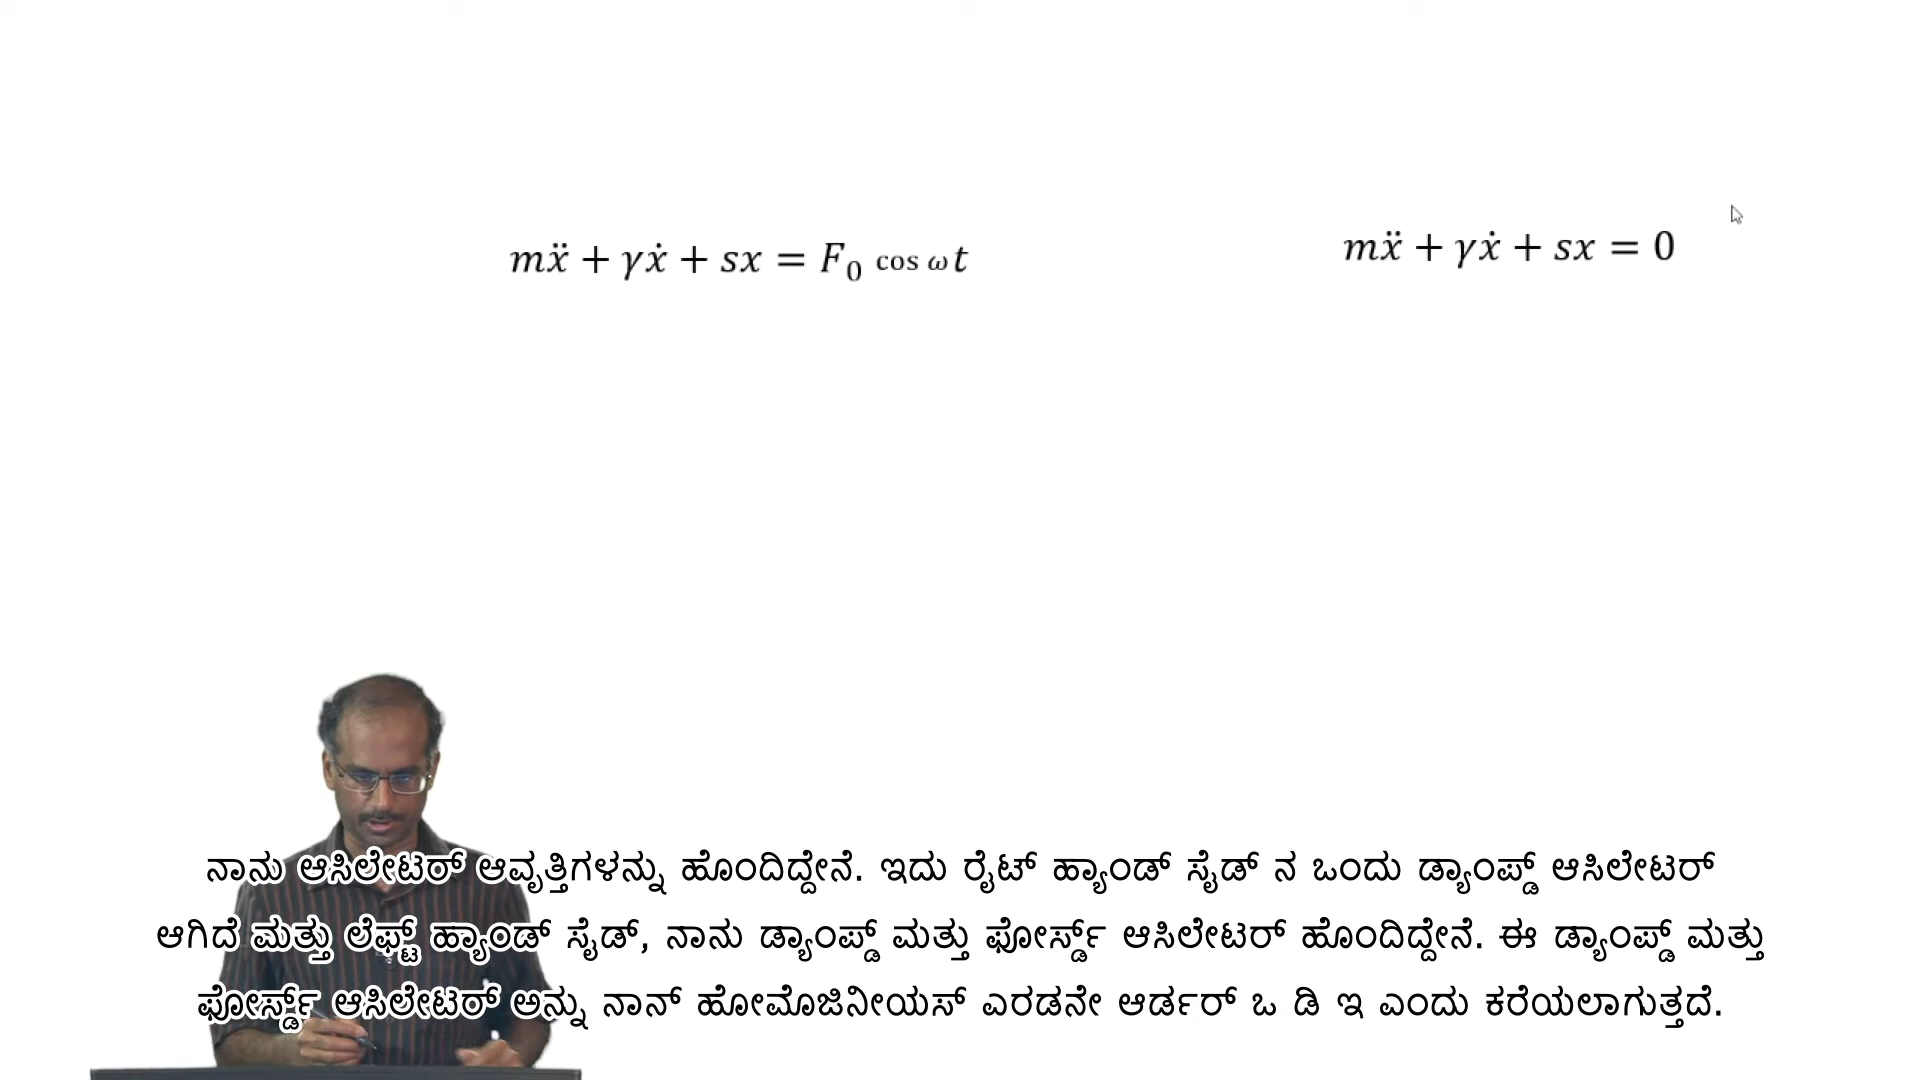 mẍ + γẋ + sx = F₀ cos ωt
mẍ + γẋ + sx = 0
ನಾನು ಆಸಿಲೇಟರ್ ಆವೃತ್ತಿಗಳನ್ನು ಹೊಂದಿದ್ದೇನೆ. ಇದು ರೈಟ್ ಹ್ಯಾಂಡ್ ಸೈಡ್ ನ ಒಂದು ಡ್ಯಾಂಪ್ಡ್ ಆಸಿಲೇಟರ್
ಆಗಿದೆ ಮತ್ತು ಲೆಫ್ಟ್ ಹ್ಯಾಂಡ್ ಸೈಡ್, ನಾನು ಡ್ಯಾಂಪ್ಡ್ ಮತ್ತು ಫೋರ್ಸ್ಡ್ ಆಸಿಲೇಟರ್ ಹೊಂದಿದ್ದೇನೆ. ಈ ಡ್ಯಾಂಪ್ಡ್ ಮತ್ತು
ಫೋರ್ಸ್ಡ್ ಆಸಿಲೇಟರ್ ಅನ್ನು ನಾನ್ ಹೋಮೊಜಿನೀಯಸ್ ಎರಡನೇ ಆರ್ಡರ್ ಒ ಡಿ ಇ ಎಂದು ಕರೆಯಲಾಗುತ್ತದೆ.